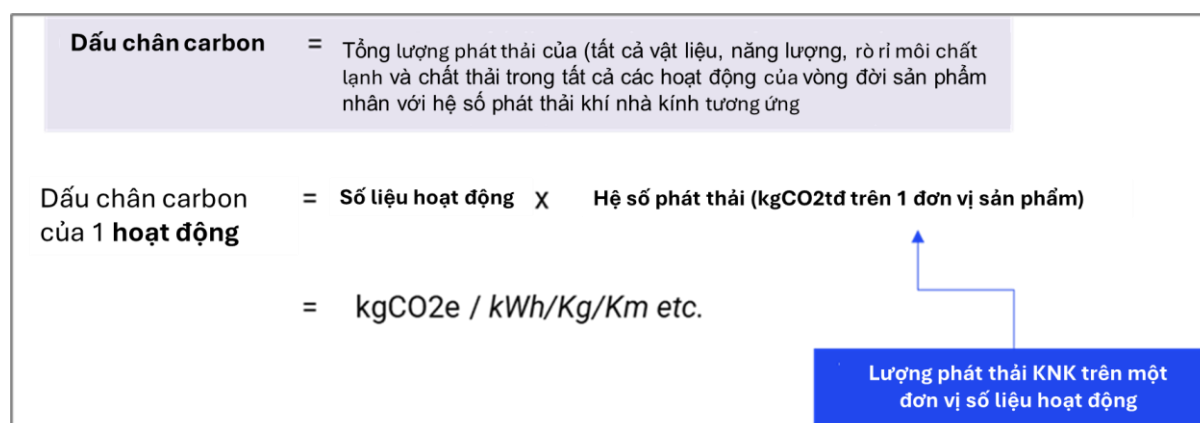 Dấu chân carbon = Tổng lượng phát thải của (tất cả vật liệu, năng lượng, rò rỉ môi chất
lạnh và chất thải trong tất cả các hoạt động của vòng đời sản phẩm
nhân với hệ số phát thải khí nhà kính tương ứng
Dấu chân carbon = Số liệu hoạt động X Hệ số phát thải (kgCO2tđ trên 1 đơn vị sản phẩm)
của 1 hoạt động
= kgCO2e / kWh/Kg/Km etc.
Lượng phát thải KNK trên một
đơn vị số liệu hoạt động